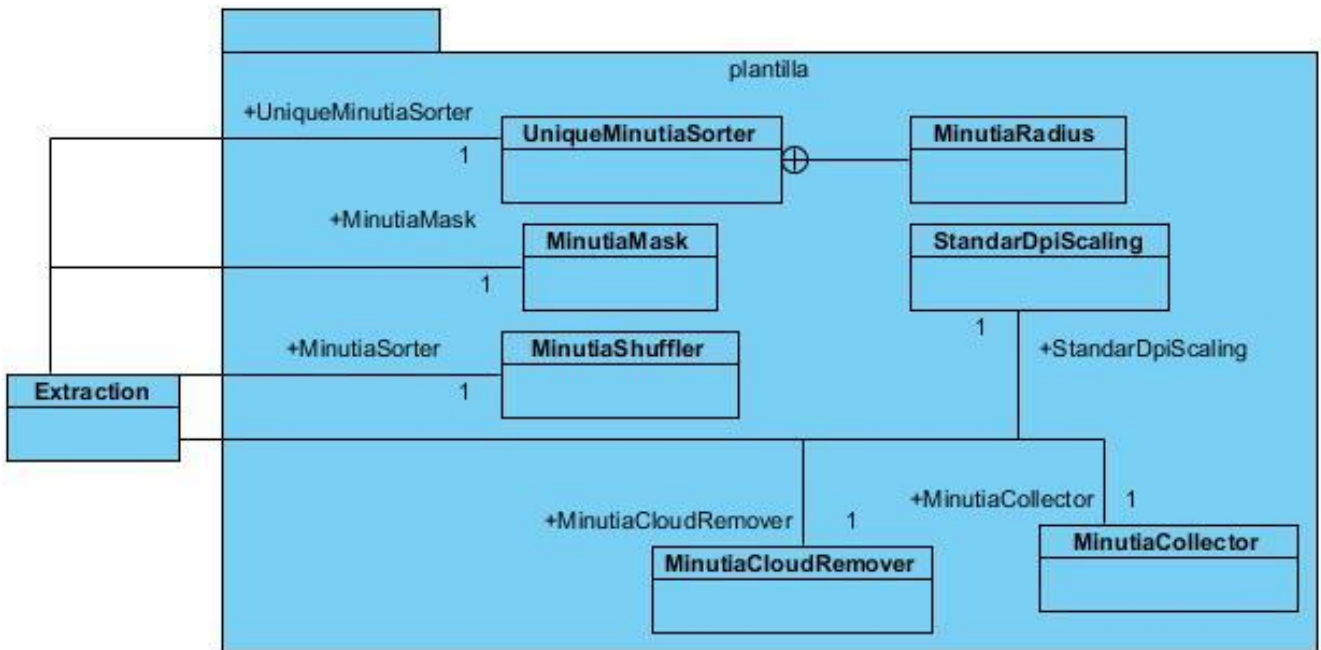 plantilla
+UniqueMinutiaSorter
1
UniqueMinutiaSorter
MinutiaRadius
+MinutiaMask
1
MinutiaMask
StandarDpiScaling
1
+StandarDpiScaling
+MinutiaSorter
1
MinutiaShuffler
Extraction
+MinutiaCloudRemover
1
MinutiaCloudRemover
+MinutiaCollector
1
MinutiaCollector